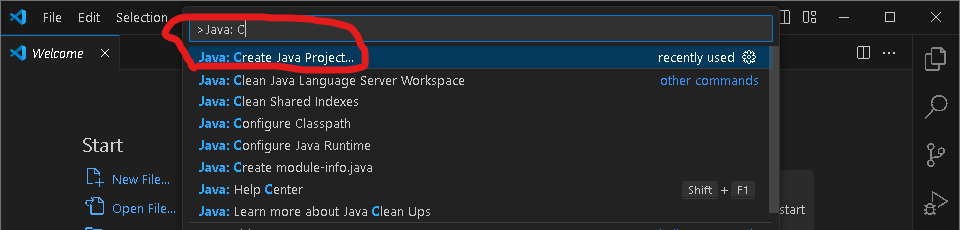 File Edit Selection
>Java: C
Welcome
Java: Create Java Project... recently used
Java: Clean Java Language Server Workspace other commands
Java: Clean Shared Indexes
Java: Configure Classpath
Java: Configure Java Runtime
Java: Create module-info.java
Java: Help Center Shift + F1
Java: Learn more about Java Clean Ups
Start
New File...
Open File...
start